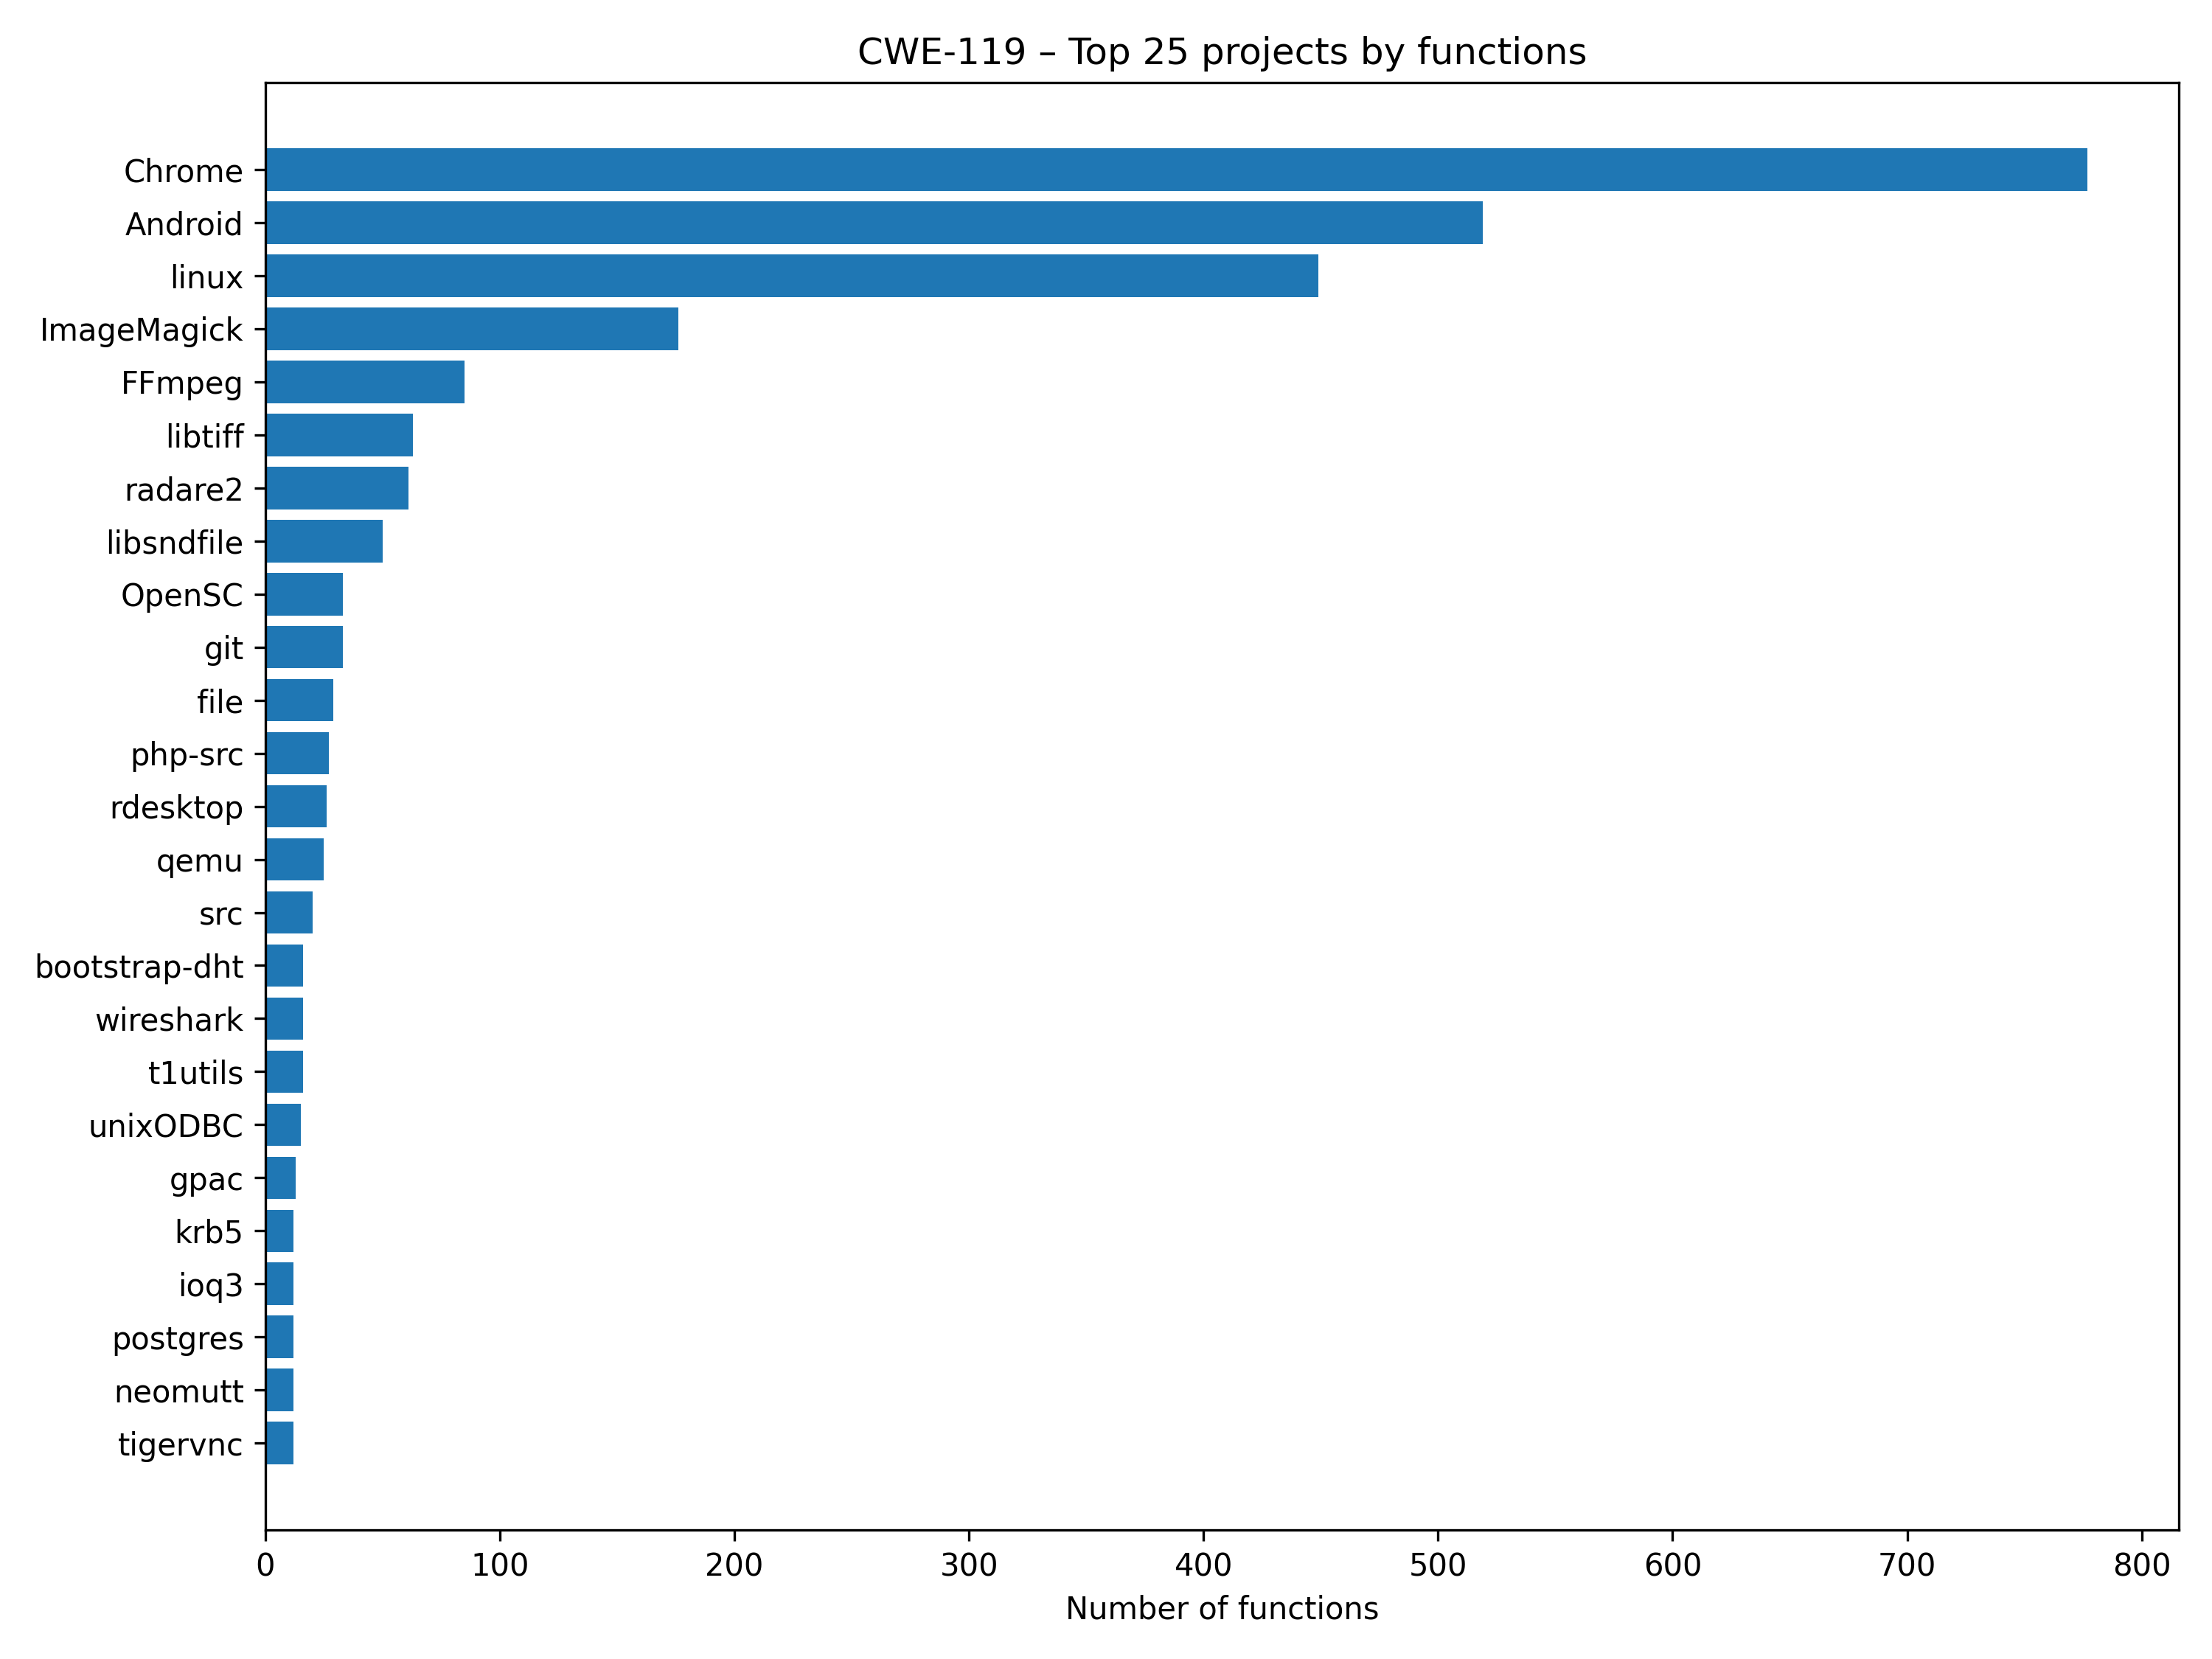 CWE-119 – Top 25 projects by functions
Chrome
Android
linux
ImageMagick
FFmpeg
libtiff
radare2
libsndfile
OpenSC
git
file
php-src
rdesktop
qemu
src
bootstrap-dht
wireshark
t1utils
unixODBC
gpac
krb5
ioq3
postgres
neomutt
tigervnc
0 100 200 300 400 500 600 700 800
Number of functions